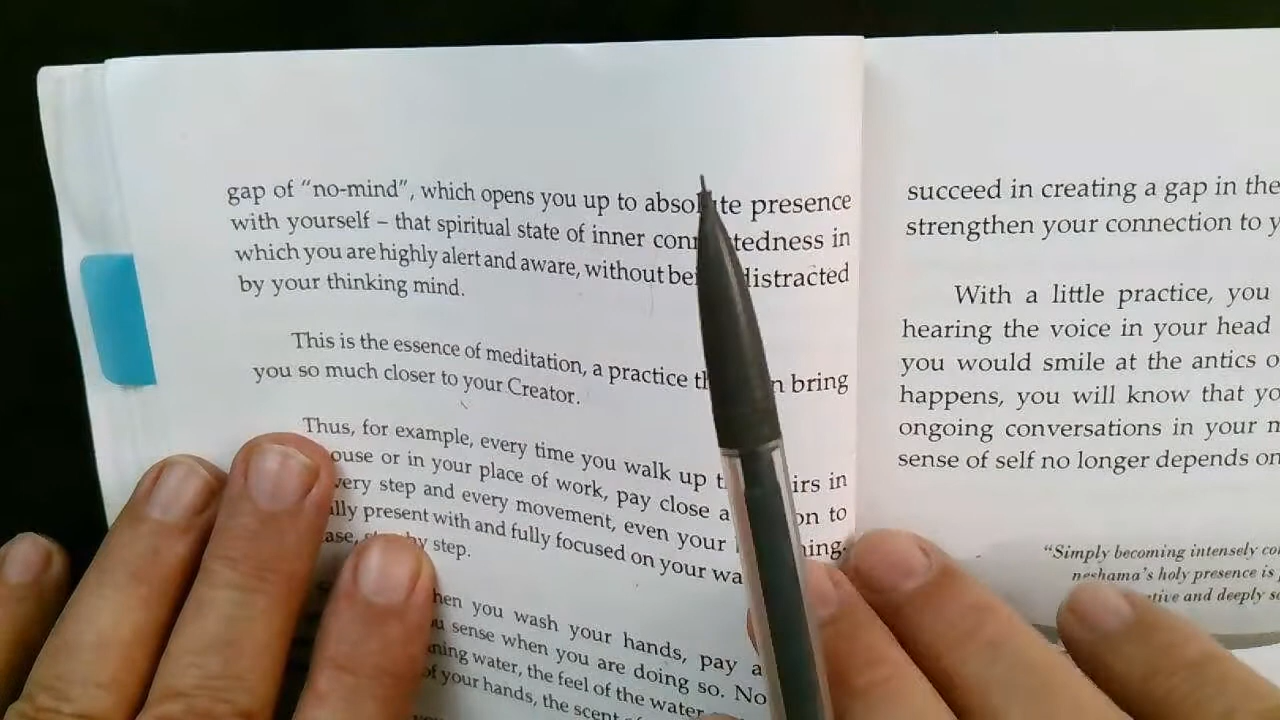 gap of “no-mind”, which opens you up to absolute presence
with yourself – that spiritual state of inner connectedness in
which you are highly alert and aware, without being distracted
by your thinking mind.
This is the essence of meditation, a practice that can bring
you so much closer to your Creator.
Thus, for example, every time you walk up the stairs in
ouse or in your place of work, pay close attention to
very step and every movement, even your
lly present with and fully focused on your
step by step.
hen you wash your hands, pay
sense when you are doing so. No
ning water, the feel of the water
of your hands, the scent
succeed in creating a gap in the
strengthen your connection to
With a little practice, you
hearing the voice in your head
you would smile at the antics
happens, you will know that
ongoing conversations in your
sense of self no longer depends on
“Simply becoming intensely
neshama’s holy presence is
and deeply